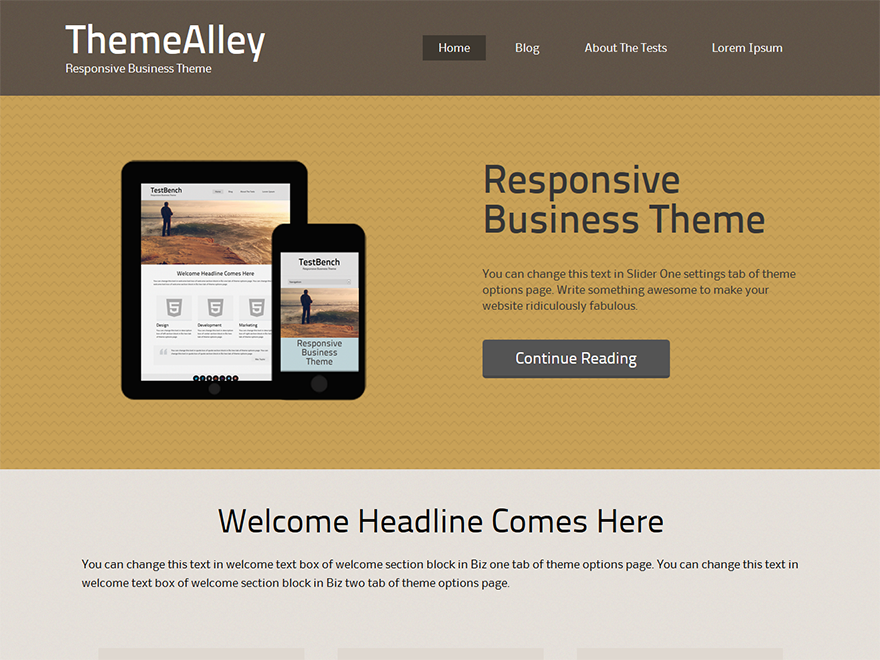 ThemeAlley
Responsive Business Theme
Home Blog About The Tests Lorem Ipsum
TestBench
Welcome Headline Comes Here
Design
Development
Marketing
TestBench
Responsive Business Theme
Responsive
Business
Theme
Responsive
Business Theme
You can change this text in Slider One settings tab of theme
options page. Write something awesome to make your
website ridiculously fabulous.
Continue Reading
Welcome Headline Comes Here
You can change this text in welcome text box of welcome section block in Biz one tab of theme options page. You can change this text in
welcome text box of welcome section block in Biz two tab of theme options page.